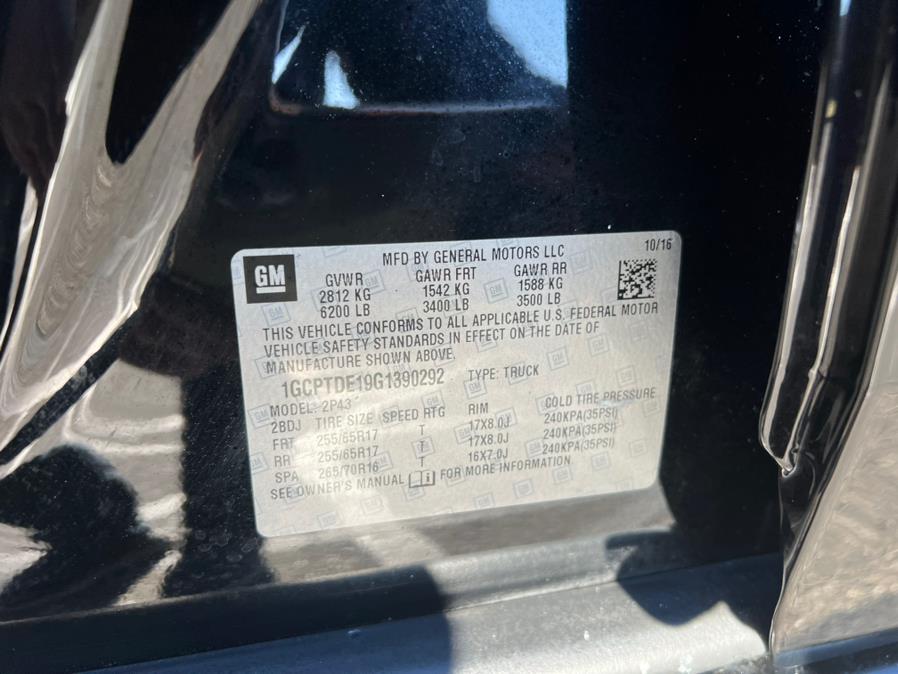 MFD BY GENERAL MOTORS LLC 10/16
GM GVWR GAWR FRT GAWR RR
2812 KG 1542 KG 1588 KG
6200 LB 3400 LB 3500 LB
THIS VEHICLE CONFORMS TO ALL APPLICABLE U.S. FEDERAL MOTOR
VEHICLE SAFETY STANDARDS IN EFFECT ON THE DATE OF
MANUFACTURE SHOWN ABOVE.
1GCPTDE19G1390292 TYPE: TRUCK
MODEL: 2P43
2BDJ TIRE SIZE SPEED RTG RIM COLD TIRE PRESSURE
FRT 255/65R17 T 17X8.0J 240KPA(35PSI)
RR 255/65R17 T 17X8.0J 240KPA(35PSI)
SPA 265/70R16 T 16X7.0J 240KPA(35PSI)
SEE OWNER'S MANUAL FOR MORE INFORMATION